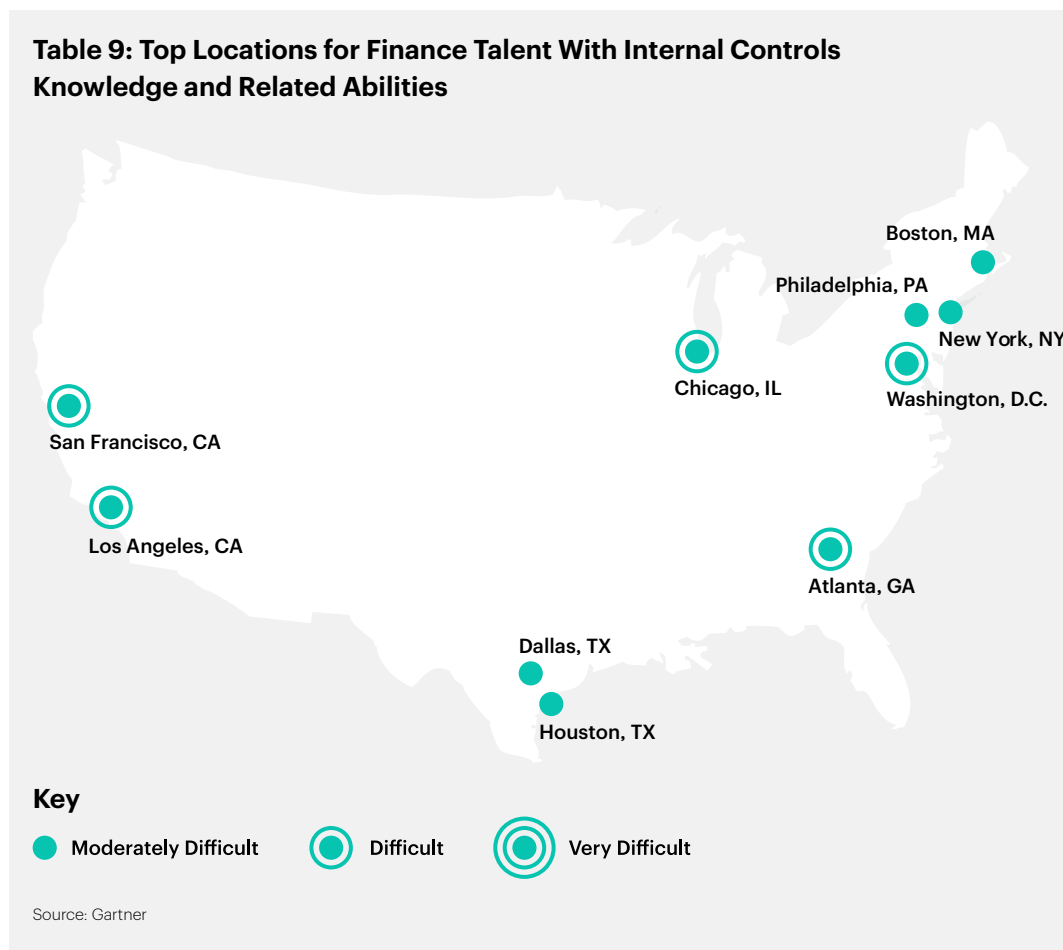 Table 9: Top Locations for Finance Talent With Internal Controls
Knowledge and Related Abilities
Boston, MA
Philadelphia, PA
New York, NY
Chicago, IL
Washington, D.C.
San Francisco, CA
Los Angeles, CA
Atlanta, GA
Dallas, TX
Houston, TX
Key
Moderately Difficult
Difficult
Very Difficult
Source: Gartner